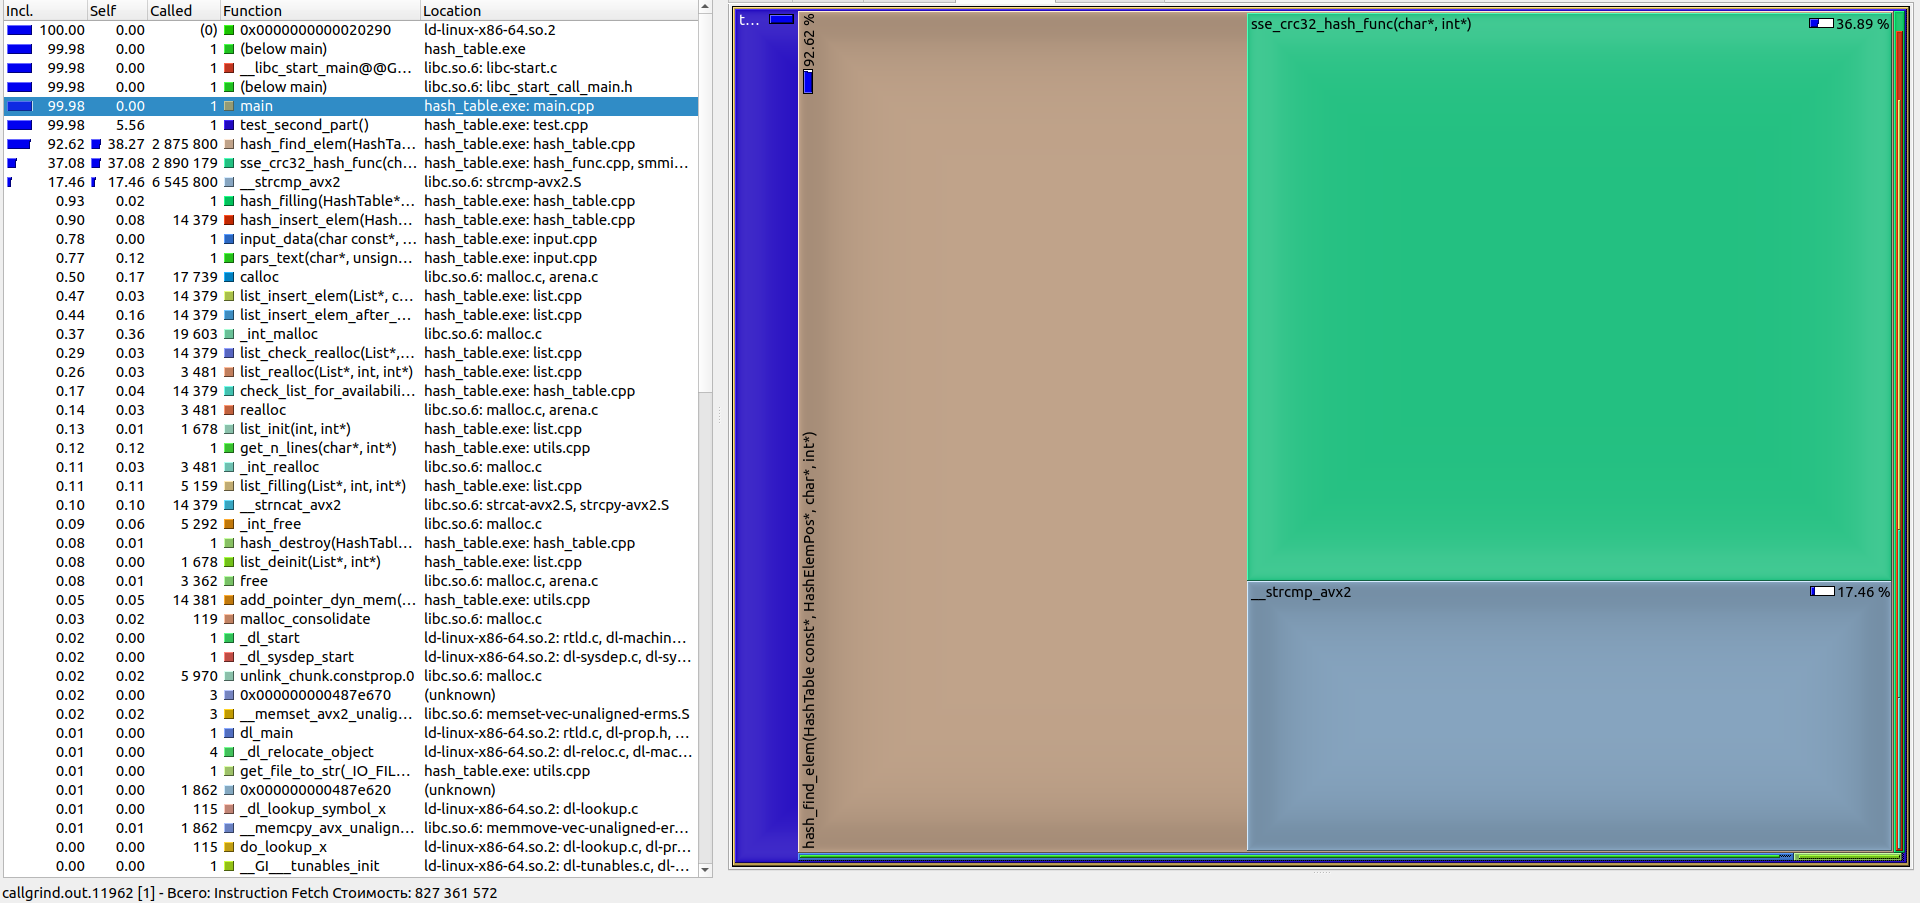 Incl. Self Called Function Location
100.00 0.00 (0) 0x0000000000020290 ld-linux-x86-64.so.2
99.98 0.00 1 (below main) hash_table.exe
99.98 0.00 1 __libc_start_main@@G... libc.so.6: libc-start.c
99.98 0.00 1 (below main) libc.so.6: libc_start_call_main.h
99.98 0.00 1 main hash_table.exe: main.cpp
99.98 5.56 1 test_second_part() hash_table.exe: test.cpp
92.62 38.27 2 875 800 hash_find_elem(HashTa... hash_table.exe: hash_table.cpp
37.08 37.08 2 890 179 sse_crc32_hash_func(ch... hash_table.exe: hash_func.cpp, smmi...
17.46 17.46 6 545 800 __strcmp_avx2 libc.so.6: strcmp-avx2.S
0.93 0.02 1 hash_filling(HashTable*... hash_table.exe: hash_table.cpp
0.90 0.08 14 379 hash_insert_elem(Hash... hash_table.exe: hash_table.cpp
0.78 0.00 1 input_data(char const*, ... hash_table.exe: input.cpp
0.77 0.12 1 pars_text(char*, unsign... hash_table.exe: input.cpp
0.50 0.17 17 739 calloc libc.so.6: malloc.c, arena.c
0.47 0.03 14 379 list_insert_elem(List*, c... hash_table.exe: list.cpp
0.44 0.16 14 379 list_insert_elem_after_... hash_table.exe: list.cpp
0.37 0.36 19 603 _int_malloc libc.so.6: malloc.c
0.29 0.03 14 379 list_check_realloc(List*,... hash_table.exe: list.cpp
0.26 0.03 3 481 list_realloc(List*, int, int*) hash_table.exe: list.cpp
0.17 0.04 14 379 check_list_for_availabili... hash_table.exe: hash_table.cpp
0.14 0.03 3 481 realloc libc.so.6: malloc.c, arena.c
0.13 0.01 1 678 list_init(int, int*) hash_table.exe: list.cpp
0.12 0.12 1 get_n_lines(char*, int*) hash_table.exe: utils.cpp
0.11 0.03 3 481 _int_realloc libc.so.6: malloc.c
0.11 0.11 5 159 list_filling(List*, int, int*) hash_table.exe: list.cpp
0.10 0.10 14 379 __strncat_avx2 libc.so.6: strcat-avx2.S, strcpy-avx2.S
0.09 0.06 5 292 _int_free libc.so.6: malloc.c
0.08 0.01 1 hash_destroy(HashTabl... hash_table.exe: hash_table.cpp
0.08 0.00 1 678 list_deinit(List*, int*) hash_table.exe: list.cpp
0.08 0.01 3 362 free libc.so.6: malloc.c, arena.c
0.05 0.05 14 381 add_pointer_dyn_mem(... hash_table.exe: utils.cpp
0.03 0.02 119 malloc_consolidate libc.so.6: malloc.c
0.02 0.00 1 _dl_start ld-linux-x86-64.so.2: rtld.c, dl-machin...
0.02 0.00 1 _dl_sysdep_start ld-linux-x86-64.so.2: dl-sysdep.c, dl-sy...
0.02 0.02 5 970 unlink_chunk.constprop.0 libc.so.6: malloc.c
0.02 0.00 3 0x000000000487e670 (unknown)
0.02 0.02 3 __memset_avx2_unalig... libc.so.6: memset-vec-unaligned-erms.S
0.01 0.00 1 dl_main ld-linux-x86-64.so.2: rtld.c, dl-prop.h, ...
0.01 0.00 4 _dl_relocate_object ld-linux-x86-64.so.2: dl-reloc.c, dl-mac...
0.01 0.00 1 get_file_to_str(_IO_FIL... hash_table.exe: utils.cpp
0.01 0.00 1 862 0x000000000487e620 (unknown)
0.01 0.00 115 _dl_lookup_symbol_x ld-linux-x86-64.so.2: dl-lookup.c
0.01 0.01 1 862 __memcpy_avx_unalign... libc.so.6: memmove-vec-unaligned-er...
0.00 0.00 115 do_lookup_x ld-linux-x86-64.so.2: dl-lookup.c, dl-pr...
0.00 0.00 1 __GI___tunables_init ld-linux-x86-64.so.2: dl-tunables.c, dl-...
t...
hash_find_elem(HashTable const*, HashElemPos*, char*, int*) 92.62 %
sse_crc32_hash_func(char*, int*) 36.89 %
__strcmp_avx2 17.46 %
callgrind.out.11962 [1] - Всего: Instruction Fetch Стоимость: 827 361 572